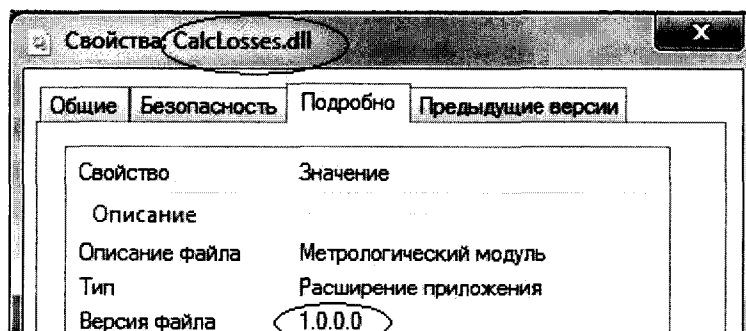 Свойства: CalcLosses.dll
x
Общие Безопасность Подробно Предыдущие версии
Свойство Значение
Описание
Описание файла Метрологический модуль
Тип Расширение приложения
Версия файла 1.0.0.0